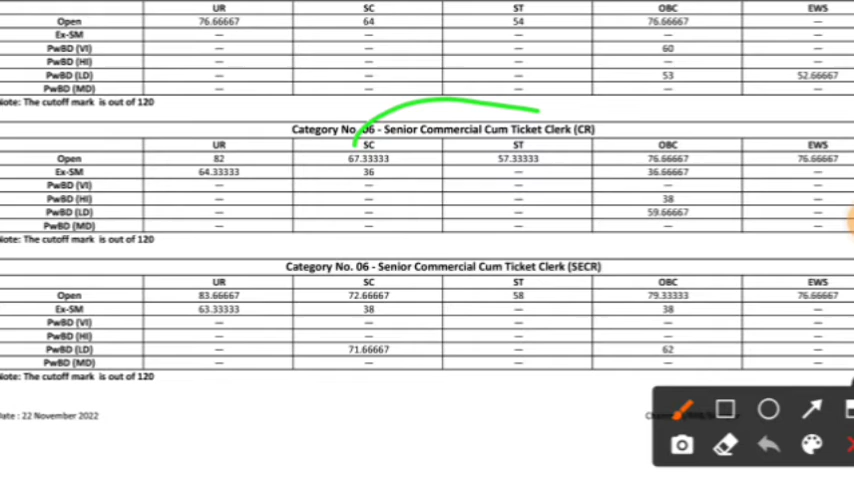 UR SC ST OBC EWS
Open 76.66667 64 54 76.66667 —
Ex-SM — — — — —
PwBD (VI) — — — 60 —
PwBD (HI) — — — — —
PwBD (LD) — — — 53 52.66667
PwBD (MD) — — — — —
Note: The cutoff mark is out of 120
Category No. 06 - Senior Commercial Cum Ticket Clerk (CR)
UR SC ST OBC EWS
Open 82 67.33333 57.33333 76.66667 76.66667
Ex-SM 64.33333 36 — 36.66667 —
PwBD (VI) — — — — —
PwBD (HI) — — — 38 —
PwBD (LD) — — — 59.66667 —
PwBD (MD) — — — — —
Note: The cutoff mark is out of 120
Category No. 06 - Senior Commercial Cum Ticket Clerk (SECR)
UR SC ST OBC EWS
Open 83.66667 72.66667 58 79.33333 76.66667
Ex-SM 63.33333 38 — 38 —
PwBD (VI) — — — — —
PwBD (HI) — — — — —
PwBD (LD) — 71.66667 — 62 —
PwBD (MD) — — — — —
Note: The cutoff mark is out of 120
Date : 22 November 2022